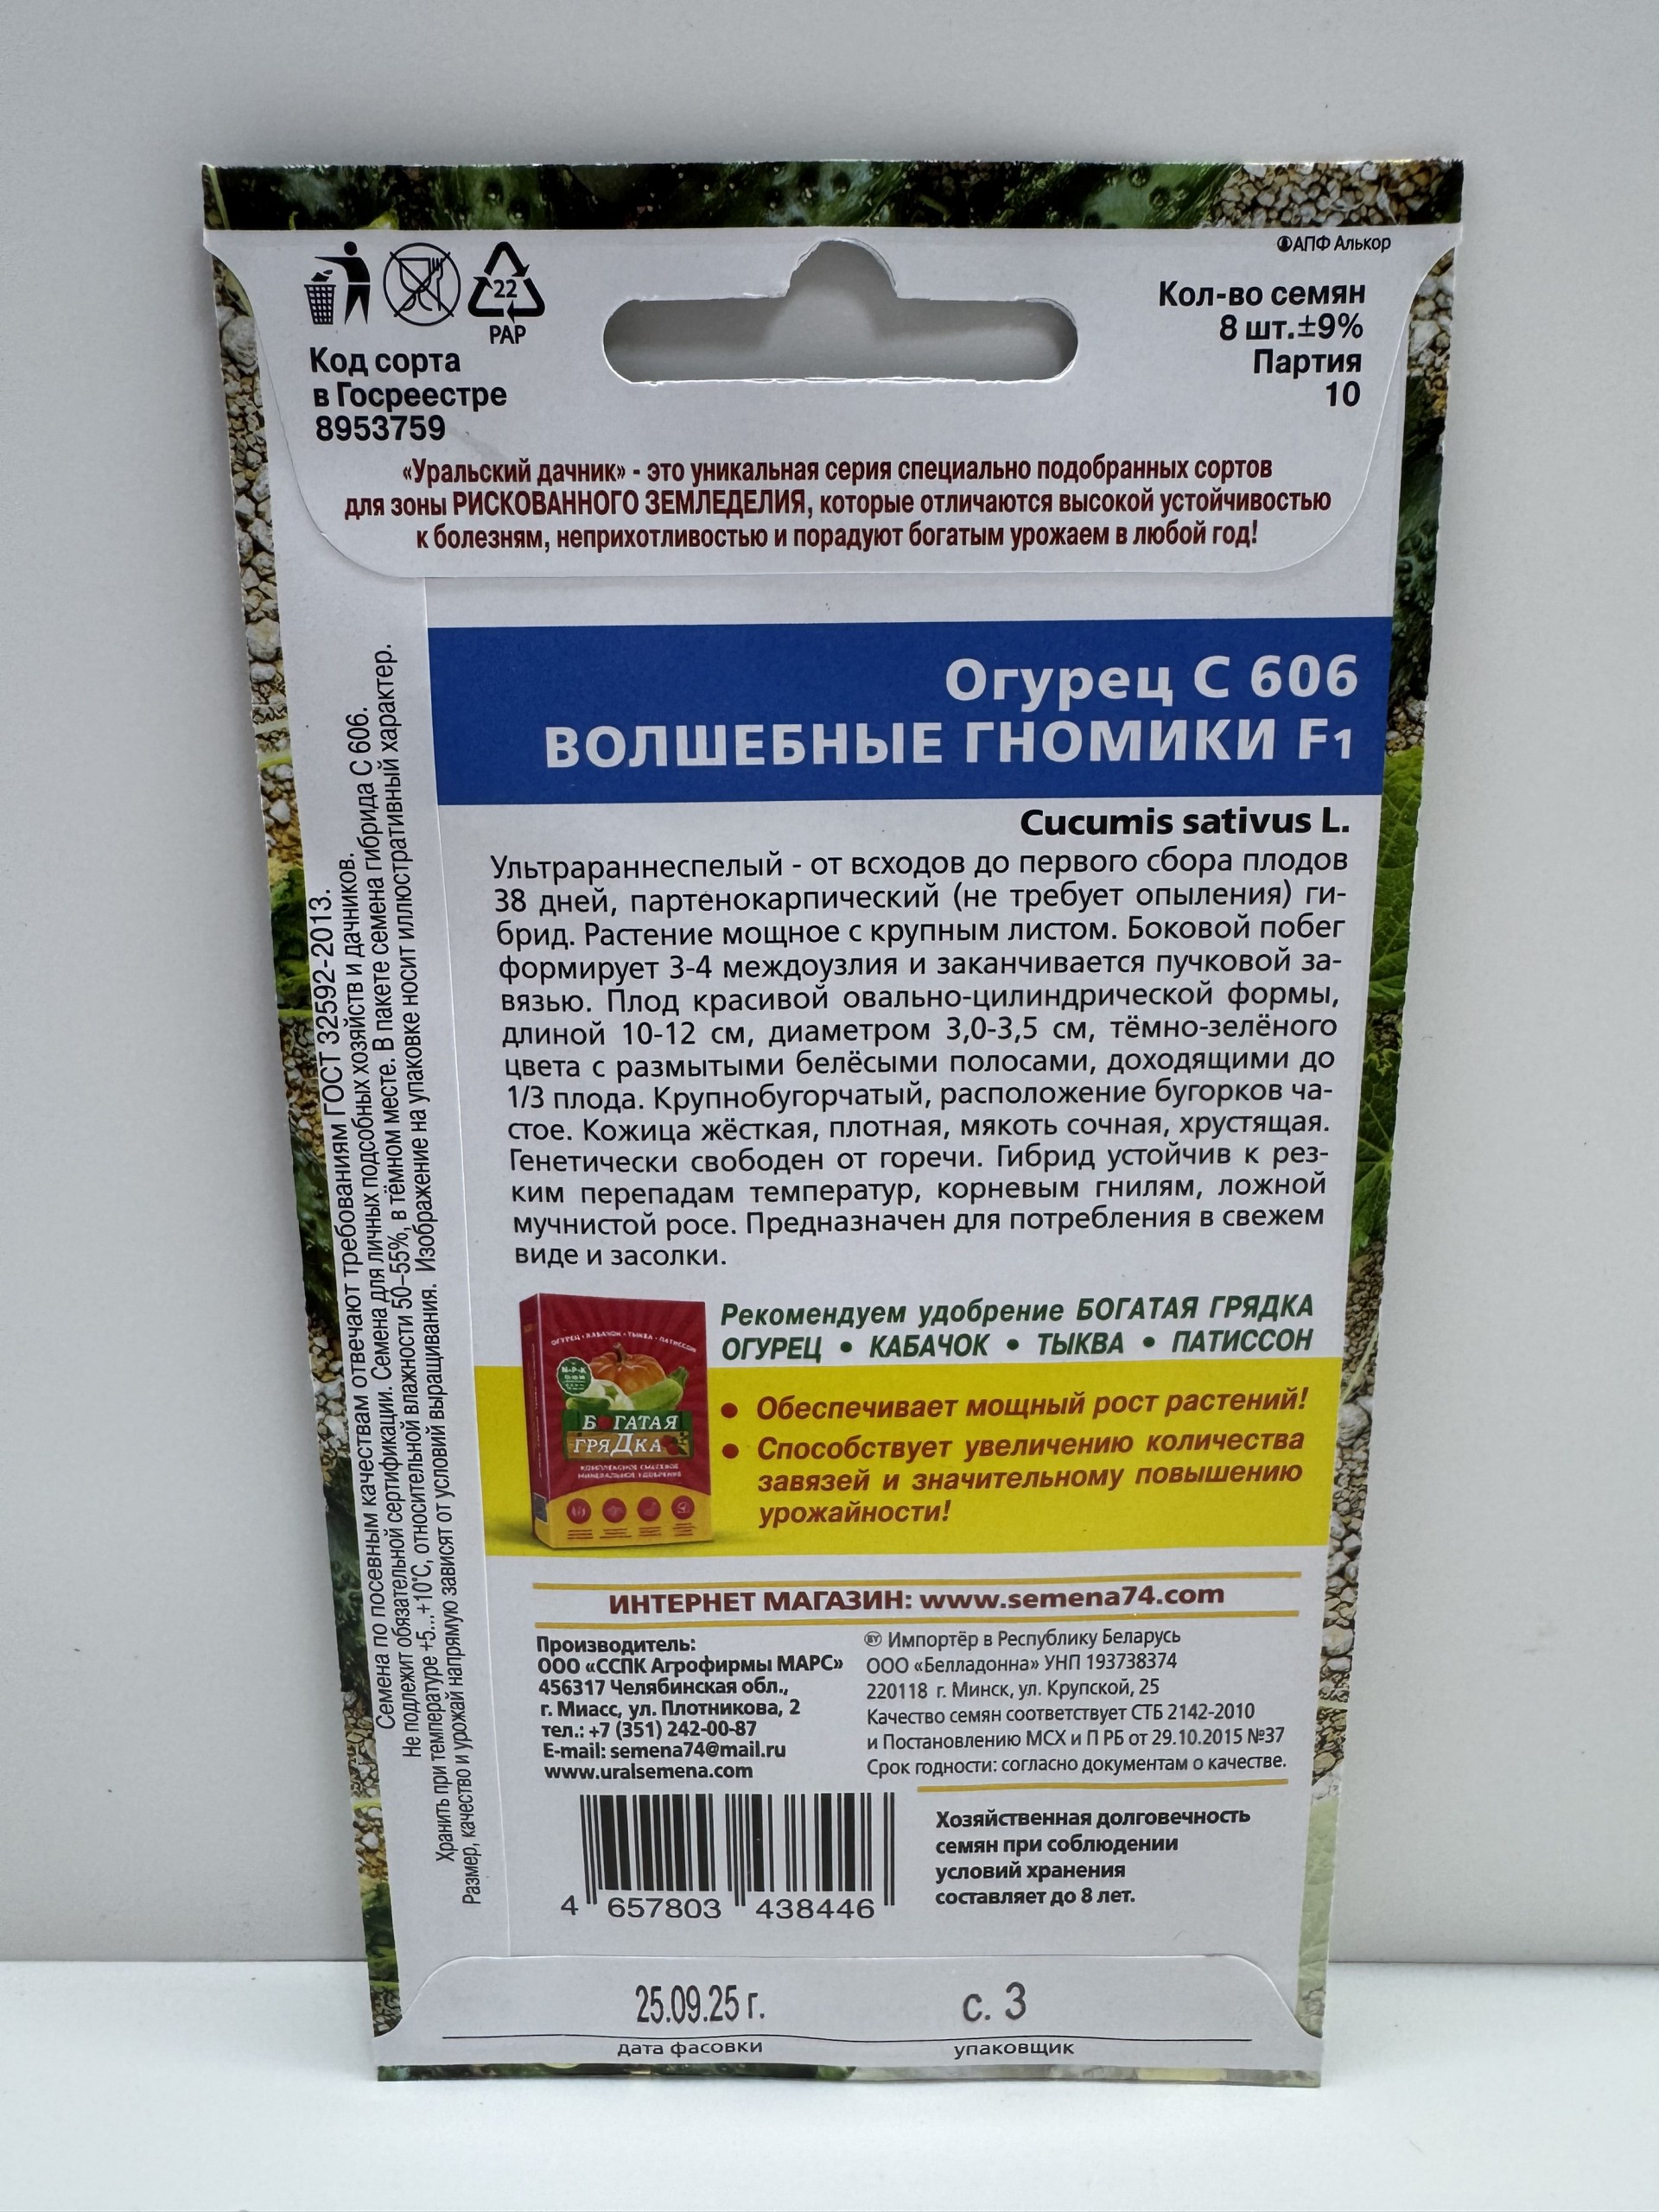 22
PAP
Код сорта
в Госреестре
8953759
АПФ Алькор
Кол-во семян
8 шт.±9%
Партия
10
«Уральский дачник» - это уникальная серия специально подобранных сортов
для зоны РИСКОВАННОГО ЗЕМЛЕДЕЛИЯ, которые отличаются высокой устойчивостью
к болезням, неприхотливостью и порадуют богатым урожаем в любой год!
Семена по посевным качествам отвечают требованиям ГОСТ 32592-2013.
Не подлежит обязательной сертификации. Семена для личных подсобных хозяйств и дачников.
Хранить при температуре +5...+10°С, относительной влажности 50–55%, в тёмном месте. В пакете семена гибрида С 606.
Размер, качество и урожай напрямую зависят от условий выращивания. Изображение на упаковке носит иллюстративный характер.
Огурец С 606
ВОЛШЕБНЫЕ ГНОМИКИ F1
Cucumis sativus L.
Ультрараннеспелый - от всходов до первого сбора плодов
38 дней, партенокарпический (не требует опыления) ги-
брид. Растение мощное с крупным листом. Боковой побег
формирует 3-4 междоузлия и заканчивается пучковой за-
вязью. Плод красивой овально-цилиндрической формы,
длиной 10-12 см, диаметром 3,0-3,5 см, тёмно-зелёного
цвета с размытыми белёсыми полосами, доходящими до
1/3 плода. Крупнобугорчатый, расположение бугорков ча-
стое. Кожица жёсткая, плотная, мякоть сочная, хрустящая.
Генетически свободен от горечи. Гибрид устойчив к рез-
ким перепадам температур, корневым гнилям, ложной
мучнистой росе. Предназначен для потребления в свежем
виде и засолки.
ОГУРЕЦ • КАБАЧОК • ТЫКВА • ПАТИССОН
N-P-K
БОГАТАЯ
ГРЯДКА
КОМПЛЕКСНОЕ СМЕСЕВОЕ
МИНЕРАЛЬНОЕ УДОБРЕНИЕ
Рекомендуем удобрение БОГАТАЯ ГРЯДКА
ОГУРЕЦ • КАБАЧОК • ТЫКВА • ПАТИССОН
• Обеспечивает мощный рост растений!
• Способствует увеличению количества
завязей и значительному повышению
урожайности!
ИНТЕРНЕТ МАГАЗИН: www.semena74.com
Производитель:
ООО «ССПК Агрофирмы МАРС»
456317 Челябинская обл.,
г. Миасс, ул. Плотникова, 2
тел.: +7 (351) 242-00-87
E-mail: semena74@mail.ru
www.uralsemena.com
BY Импортёр в Республику Беларусь
ООО «Белладонна» УНП 193738374
220118 г. Минск, ул. Крупской, 25
Качество семян соответствует СТБ 2142-2010
и Постановлению МСХ и П РБ от 29.10.2015 №37
Срок годности: согласно документам о качестве.
4 657803 438446
Хозяйственная долговечность
семян при соблюдении
условий хранения
составляет до 8 лет.
25.09.25 г.
дата фасовки
с. 3
упаковщик